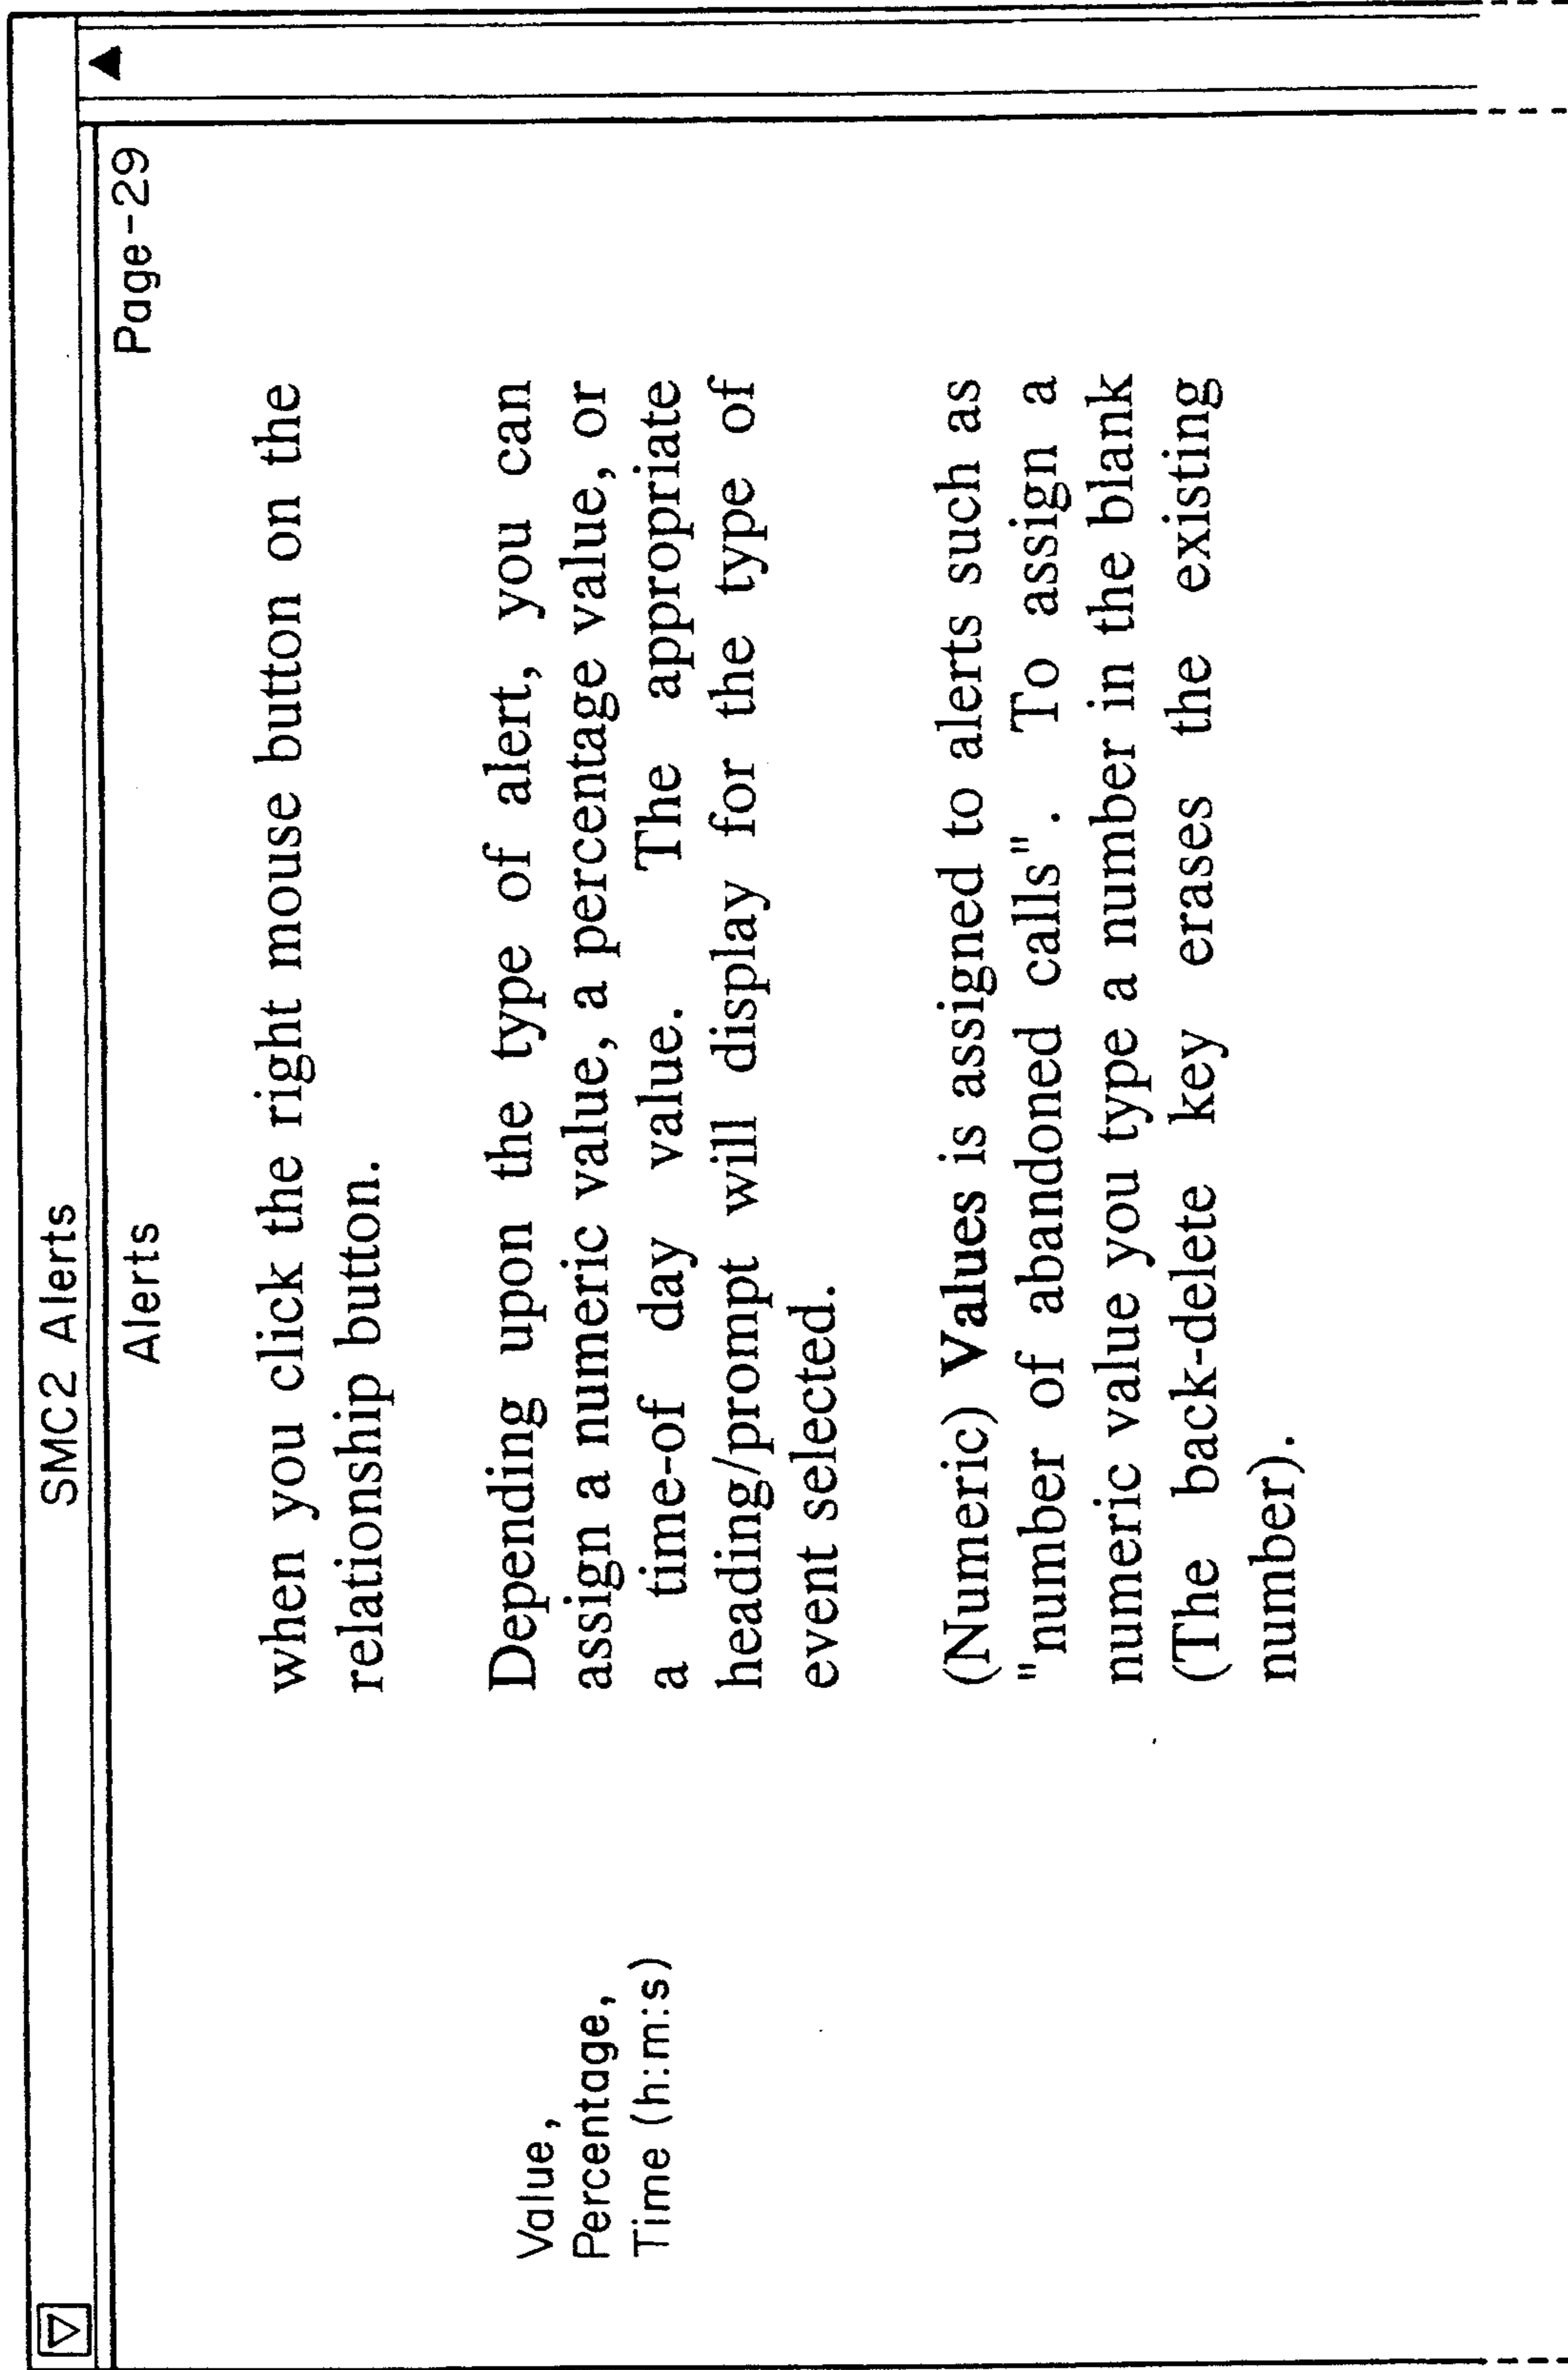 SMC2 Alerts
Alerts
Page-29
when you click the right mouse button on the
relationship button.
Value,
Percentage,
Time (h:m:s)
Depending upon the type of alert, you can
assign a numeric value, a percentage value, or
a time-of day value. The appropriate
heading/prompt will display for the type of
event selected.
(Numeric) Values is assigned to alerts such as
"number of abandoned calls". To assign a
numeric value you type a number in the blank
(The back-delete key erases the existing
number).